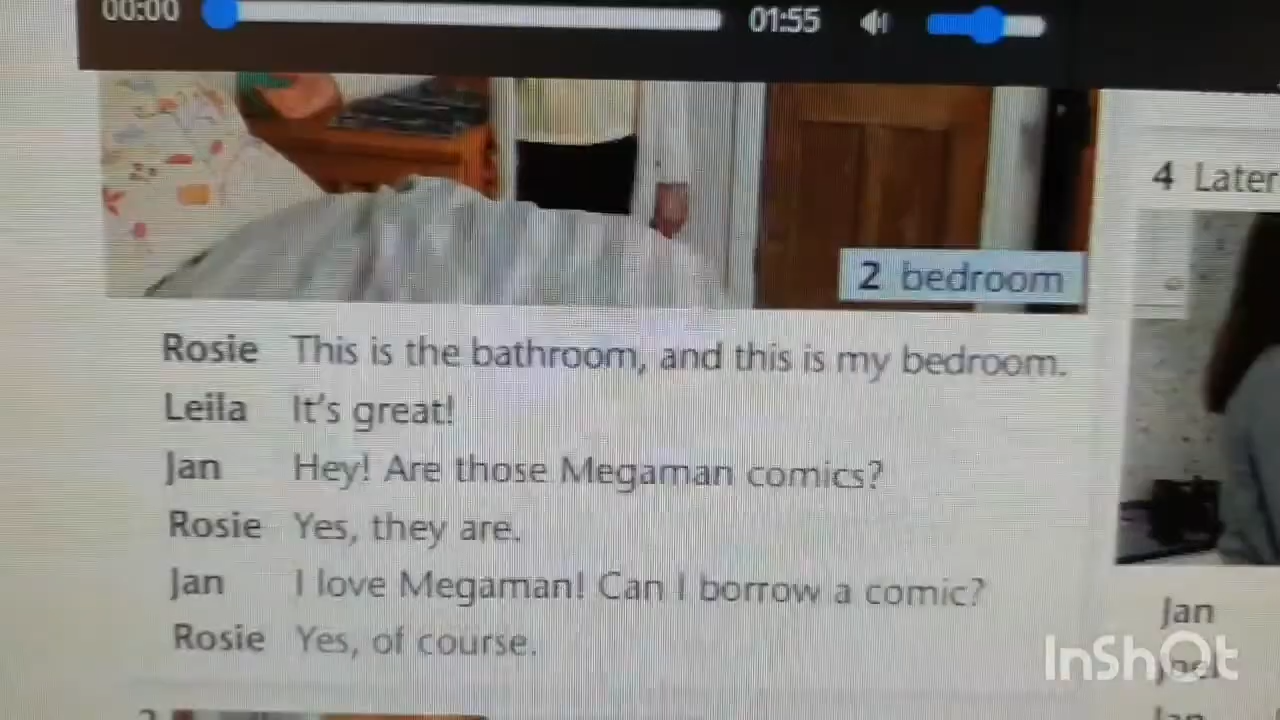 00:00 01:55
2 bedroom
Rosie This is the bathroom, and this is my bedroom.
Leila It's great!
Jan Hey! Are those Megaman comics?
Rosie Yes, they are.
Jan I love Megaman! Can I borrow a comic?
Rosie Yes, of course.
4 Later
Jan
InShOt